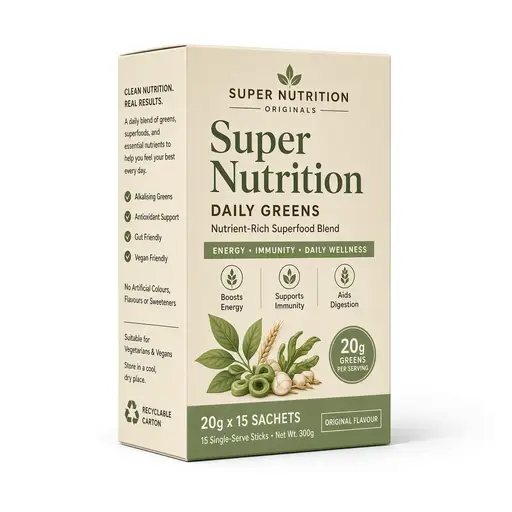 CLEAN NUTRITION.
REAL RESULTS.
A daily blend of greens,
superfoods, and
essential nutrients to
help you feel your best
every day.
Alkalising Greens
Antioxidant Support
Gut Friendly
Vegan Friendly
No Artificial Colours,
Flavours or Sweeteners
Suitable for
Vegetarians & Vegans
Store in a cool,
dry place.
RECYCLABLE
CARTON
SUPER NUTRITION
ORIGINALS
Super
Nutrition
DAILY GREENS
Nutrient-Rich Superfood Blend
ENERGY • IMMUNITY • DAILY WELLNESS
Boosts
Energy
Supports
Immunity
Aids
Digestion
20g
GREENS
PER SERVING
20g x 15 SACHETS
15 Single-Serve Sticks • Net Wt. 300g
ORIGINAL FLAVOUR